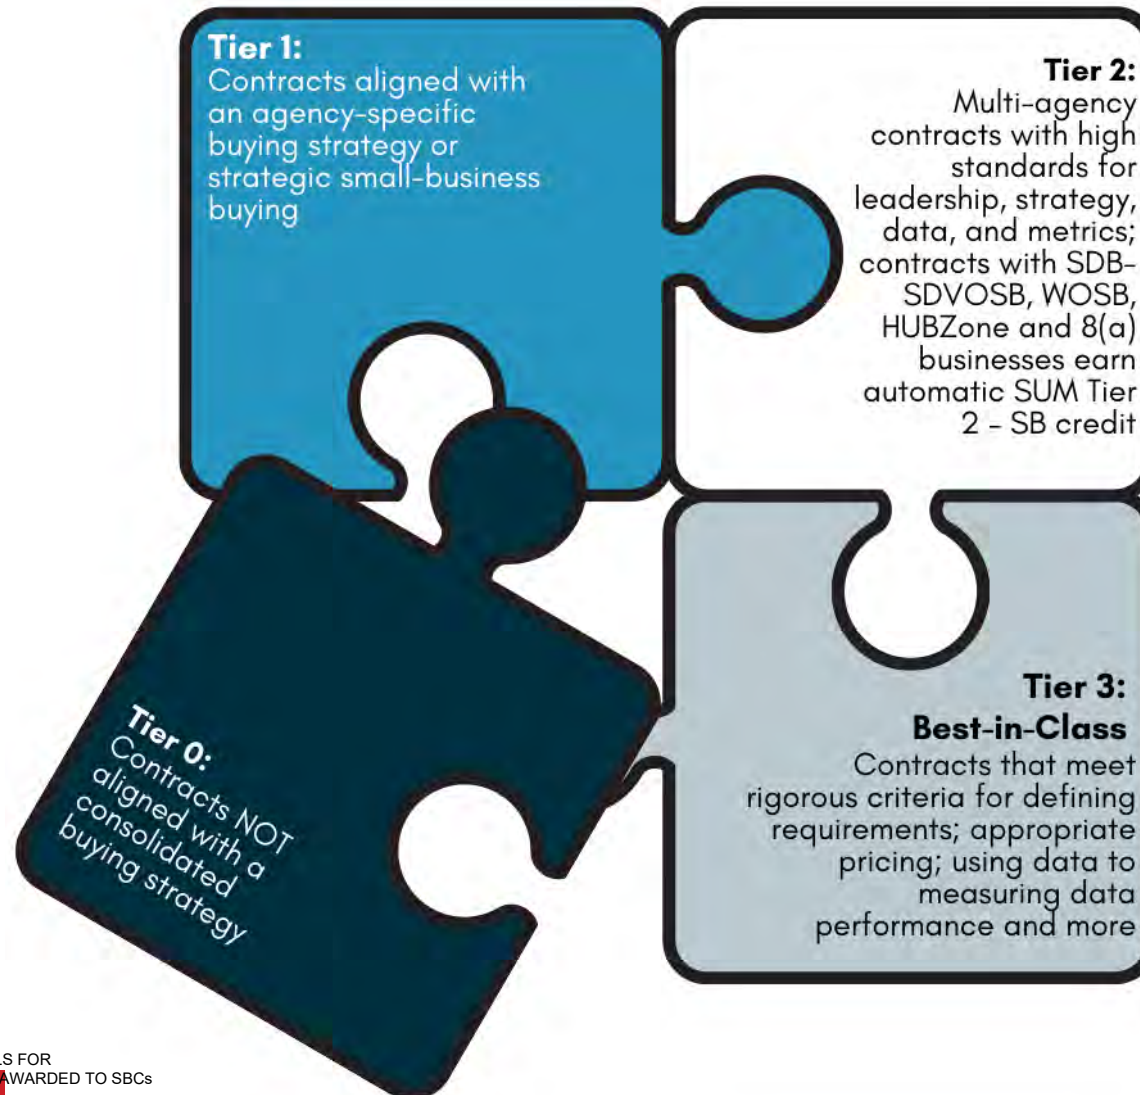 Tier 1:
Contracts aligned with
an agency-specific
buying strategy or
strategic small-business
buying
Tier 2:
Multi-agency
contracts with high
standards for
leadership, strategy,
data, and metrics;
contracts with SDB-
SDVOSB, WOSB,
HUBZone and 8(a)
businesses earn
automatic SUM Tier
2 - SB credit
Tier 0:
Contracts NOT
aligned with a
consolidated
buying strategy
Tier 3:
Best-in-Class
Contracts that meet
rigorous criteria for defining
requirements; appropriate
pricing; using data to
measuring data
performance and more
FOR
AWARDED TO SBCs